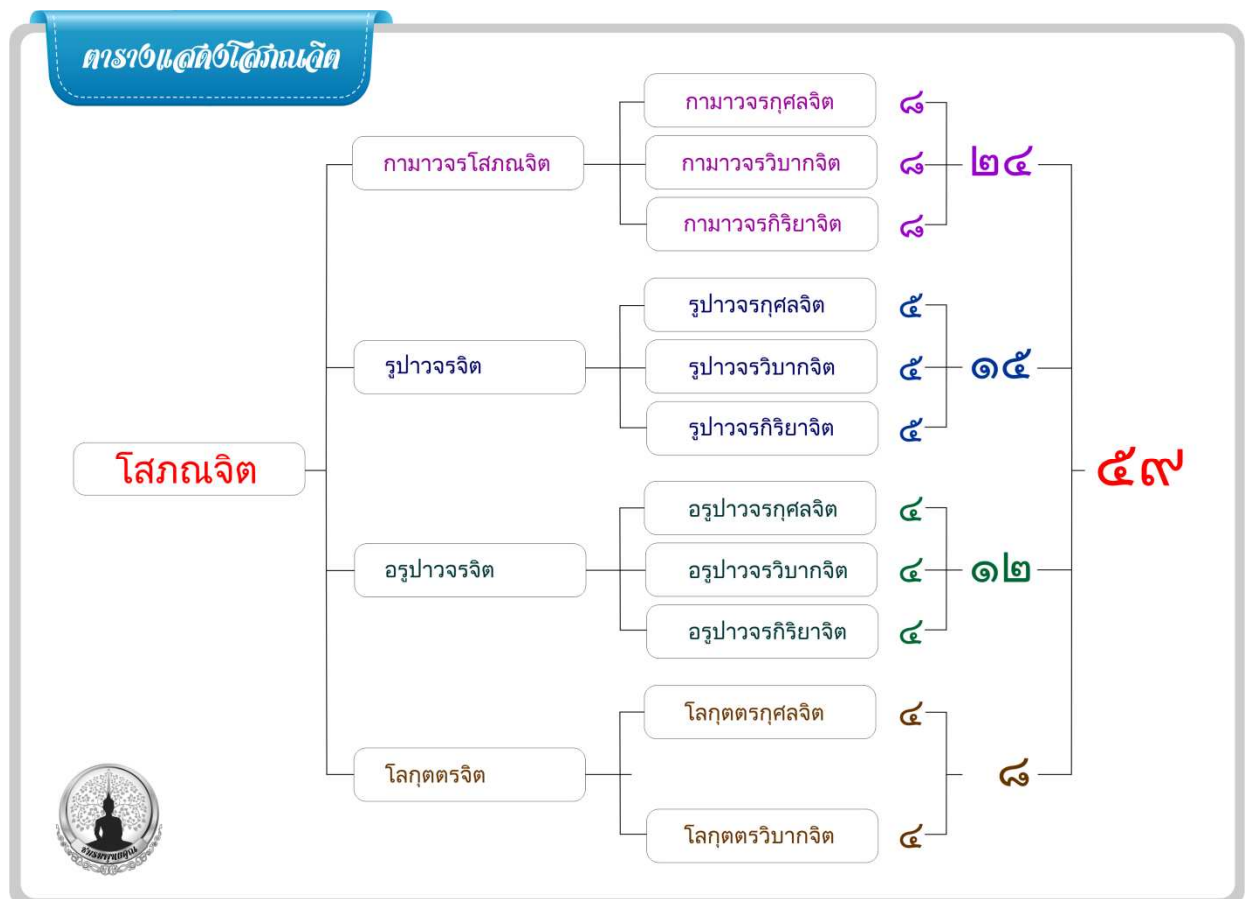 ตารางแสดงโสภณจิต
กามาวจรกุศลจิต ๘
กามาวจรโสภณจิต กามาวจรวิบากจิต ๘ ๒๔
กามาวจรกิริยาจิต ๘
รูปาวจรกุศลจิต ๕
รูปาวจรจิต รูปาวจรวิบากจิต ๕ ๑๕
รูปาวจรกิริยาจิต ๕
โสภณจิต ๕๙
อรูปาวจรกุศลจิต ๔
อรูปาวจรจิต อรูปาวจรวิบากจิต ๔ ๑๒
อรูปาวจรกิริยาจิต ๔
โลกุตตรกุศลจิต ๔
โลกุตตรจิต ๘
โลกุตตรวิบากจิต ๔